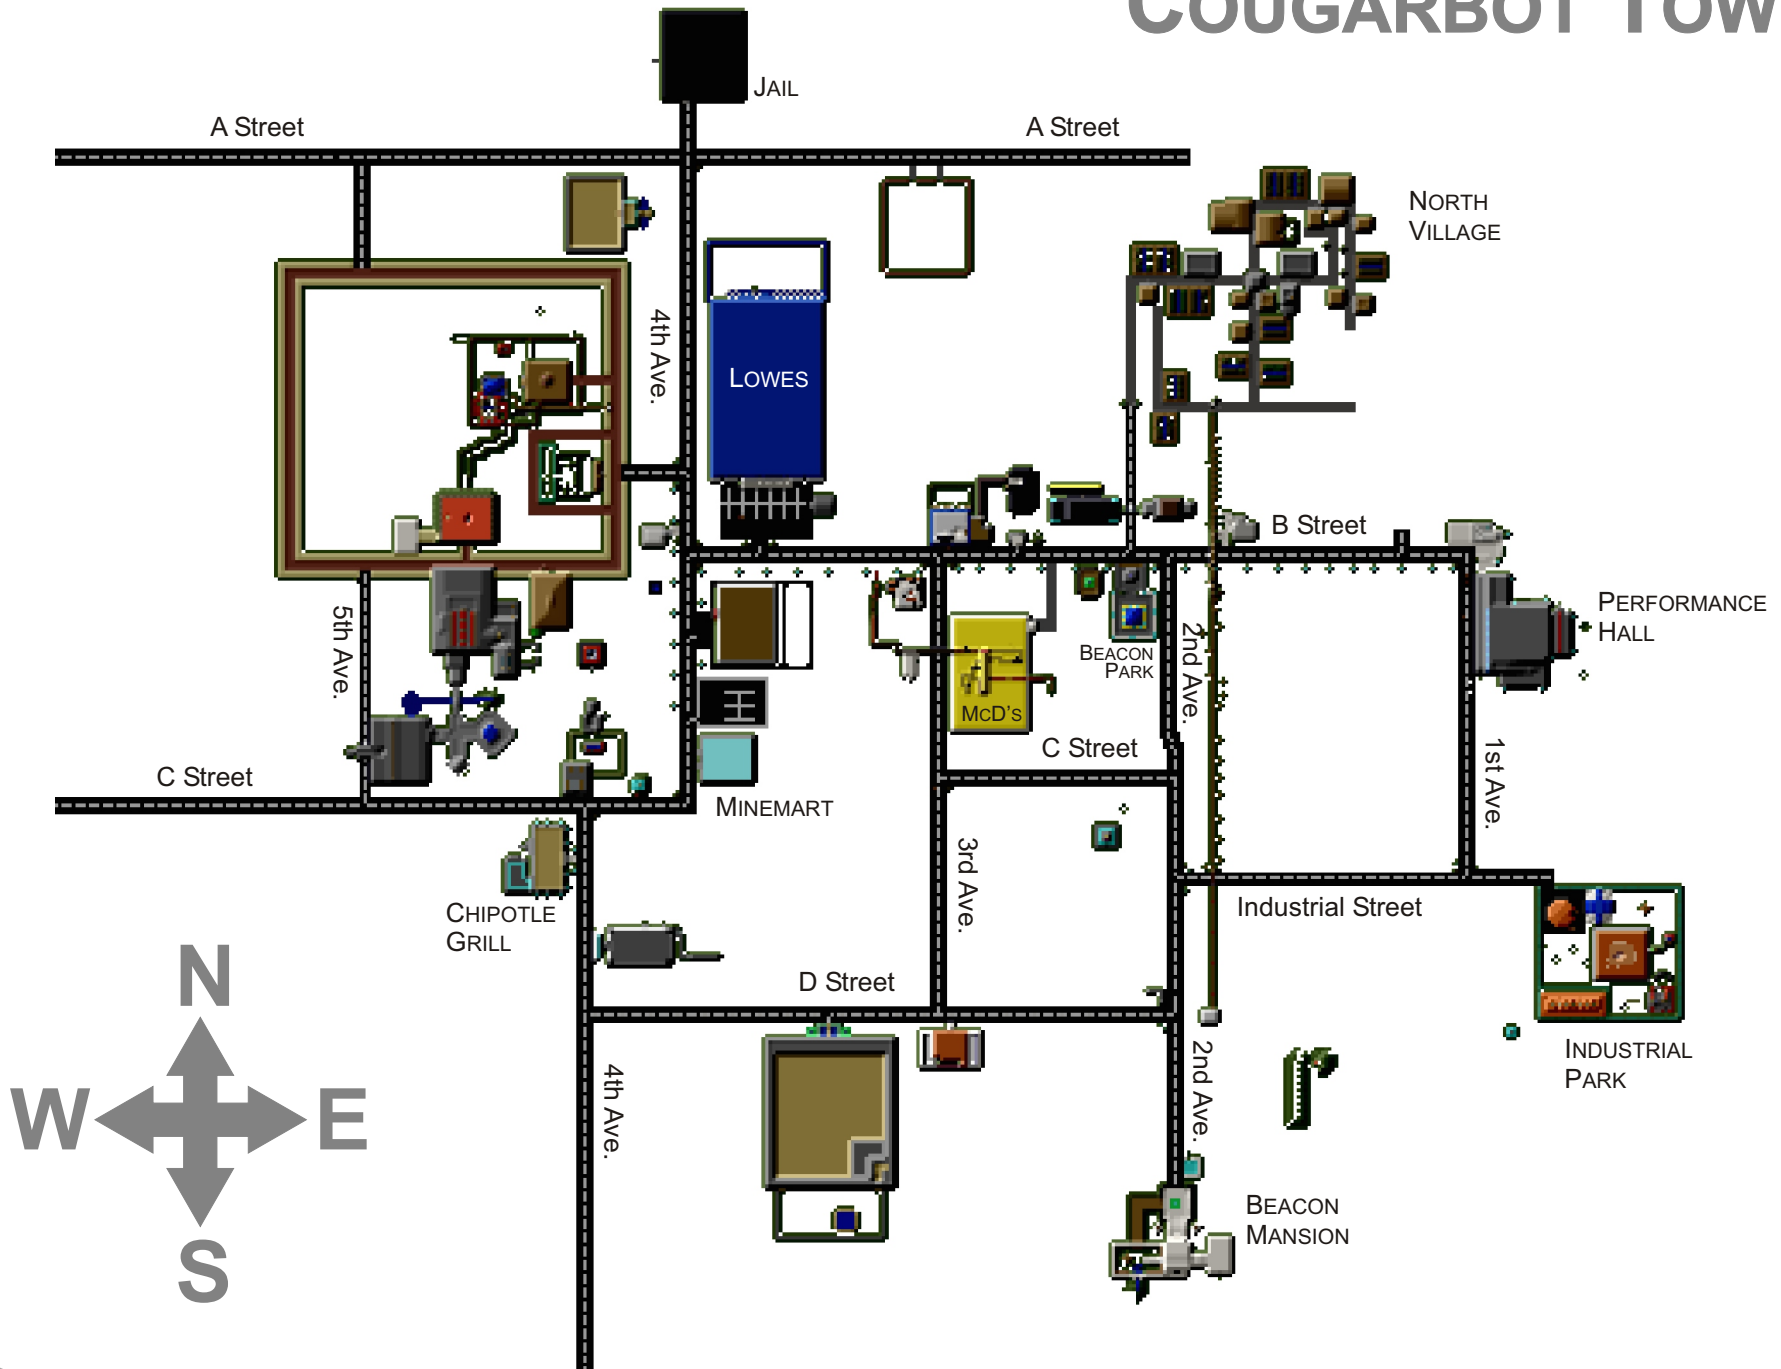 COUGARBOT TOW
JAIL
A Street
A Street
NORTH
VILLAGE
4th Ave.
LOWES
B Street
5th Ave.
2nd Ave.
PERFORMANCE
HALL
BEACON
PARK
MCD'S
C Street
C Street
1st Ave.
MINEMART
3rd Ave.
CHIPOTLE
GRILL
Industrial Street
D Street
N
W
E
S
4th Ave.
2nd Ave.
INDUSTRIAL
PARK
BEACON
MANSION